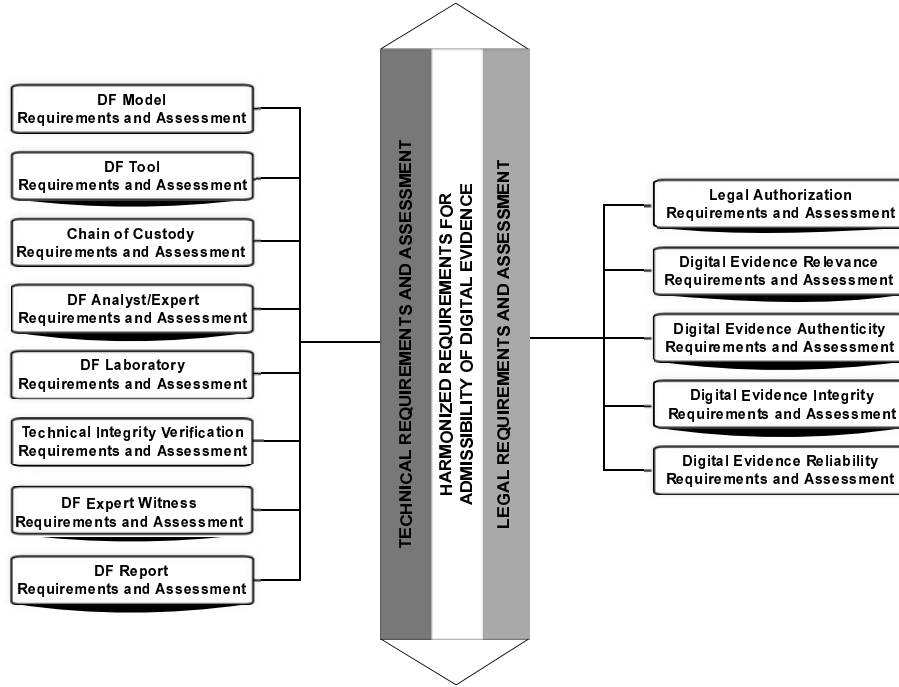 DF Model
Requirements and Assessment
DF Tool
Requirements and Assessment
Chain of Custody
Requirements and Assessment
DF Analyst/Expert
Requirements and Assessment
DF Laboratory
Requirements and Assessment
Technical Integrity Verification
Requirements and Assessment
DF Expert Witness
Requirements and Assessment
DF Report
Requirements and Assessment
TECHNICAL REQUIREMENTS AND ASSESSMENT
HARMONIZED REQUIREMENTS FOR
ADMISSIBILITY OF DIGITAL EVIDENCE
LEGAL REQUIREMENTS AND ASSESSMENT
Legal Authorization
Requirements and Assessment
Digital Evidence Relevance
Requirements and Assessment
Digital Evidence Authenticity
Requirements and Assessment
Digital Evidence Integrity
Requirements and Assessment
Digital Evidence Reliability
Requirements and Assessment